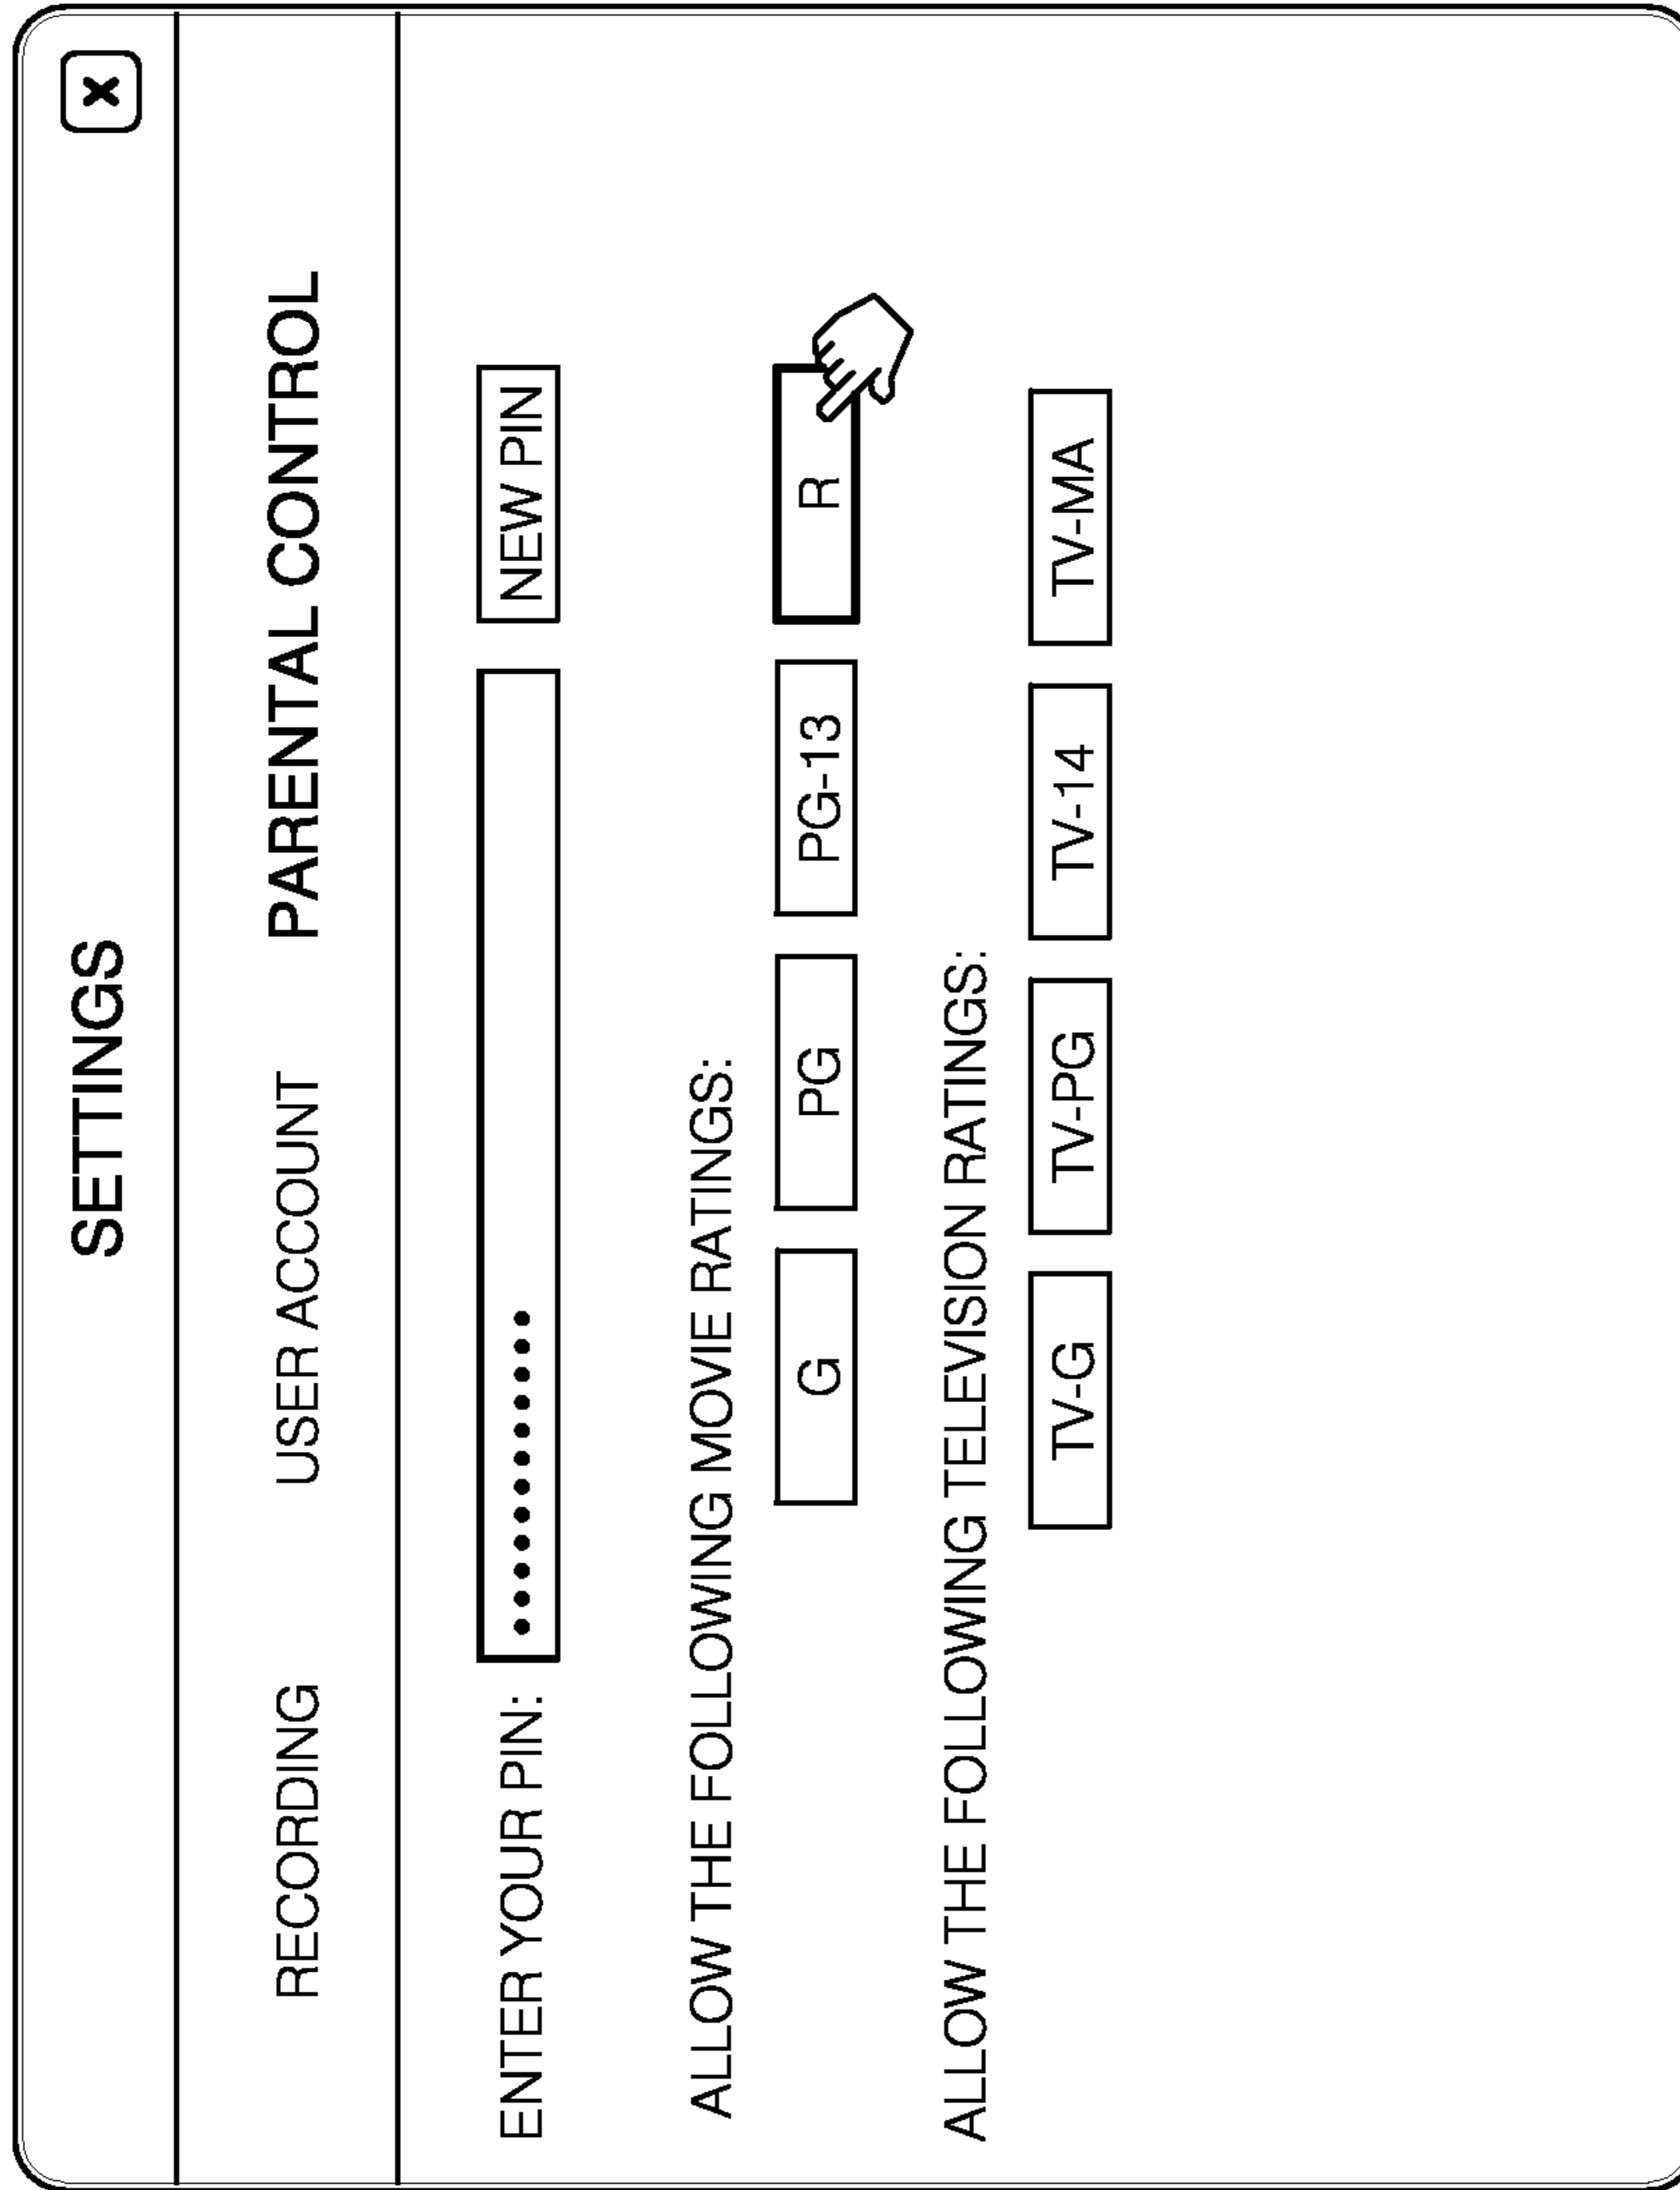 SETTINGS X
RECORDING USER ACCOUNT PARENTAL CONTROL
ENTER YOUR PIN: •••••••••••• NEW PIN
ALLOW THE FOLLOWING MOVIE RATINGS:
G PG PG-13 R
ALLOW THE FOLLOWING TELEVISION RATINGS:
TV-G TV-PG TV-14 TV-MA